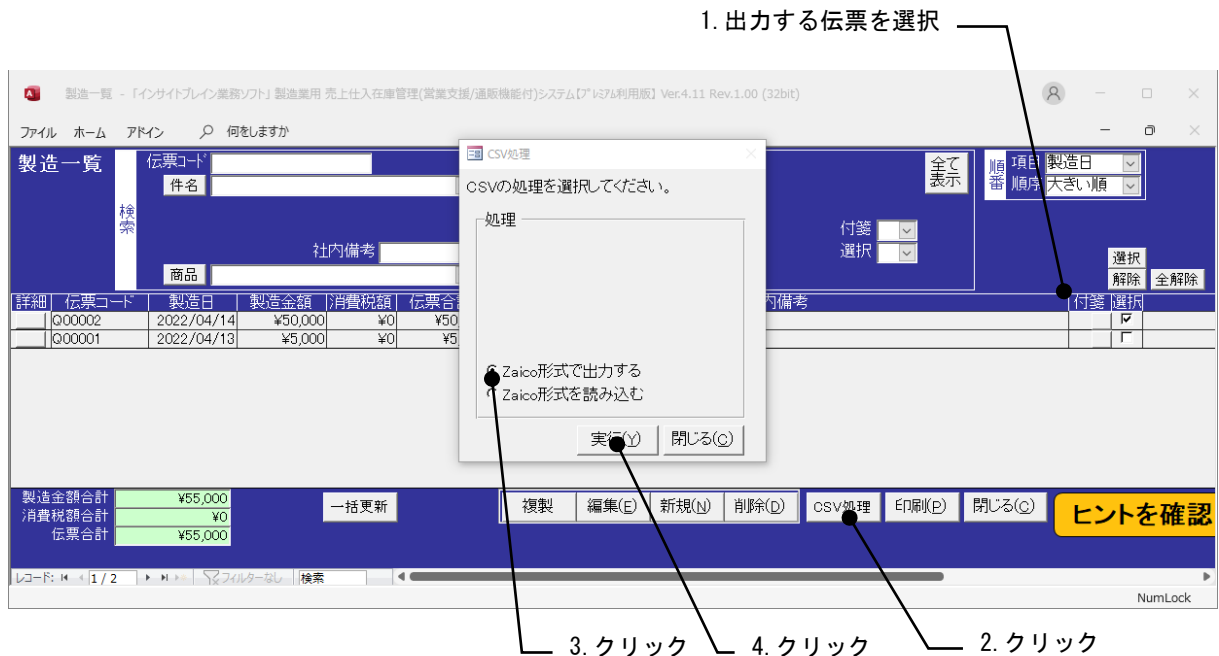 1.出力する伝票を選択
製造一覧 - 「インサイトブレイン業務ソフト」製造業用 売上仕入在庫管理(営業支援/通販機能付)システム【ﾌﾟﾚﾐｱﾑ利用版】 Ver.4.11 Rev.1.00 (32bit)
ファイル ホーム アドイン 何をしますか
製造一覧
検索
伝票ｺｰﾄﾞ
件名
社内備考
商品
付箋
選択
全て
表示
順番
項目 製造日
順序 大きい順
選択
解除 全解除
詳細 伝票コード 製造日 製造金額 消費税額 伝票合 内備考 付箋 選択
Q00002 2022/04/14 ¥50,000 ¥0 ¥50
Q00001 2022/04/13 ¥5,000 ¥0 ¥5
CSV処理
CSVの処理を選択してください。
処理
Zaico形式で出力する
Zaico形式を読み込む
実行(Y) 閉じる(C)
製造金額合計 ¥55,000
消費税額合計 ¥0
伝票合計 ¥55,000
一括更新 複製 編集(E) 新規(N) 削除(D) CSV処理 印刷(P) 閉じる(C) ヒントを確認
レコード: 1 / 2 フィルターなし 検索
NumLock
3.クリック 4.クリック 2.クリック